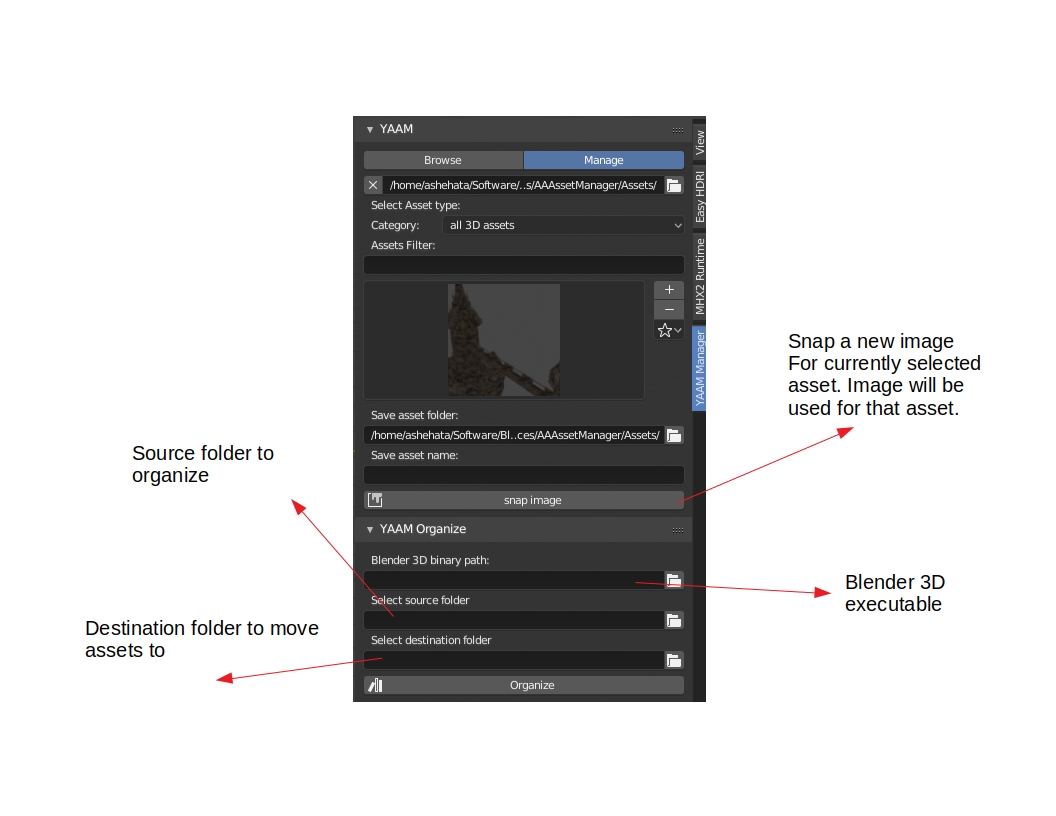 YAAM
Browse
Manage
/home/ashehata/Software/..s/AAAssetManager/Assets/
Select Asset type:
Category:
all 3D assets
Assets Filter:
Save asset folder:
/home/ashehata/Software/Bl..ces/AAAssetManager/Assets/
Save asset name:
snap image
YAAM Organize
Blender 3D binary path:
Select source folder
Select destination folder
Organize
View
Easy HDRI
MHX2 Runtime
YAAM Manager
Snap a new image
For currently selected
asset. Image will be
used for that asset.
Source folder to
organize
Blender 3D
executable
Destination folder to move
assets to